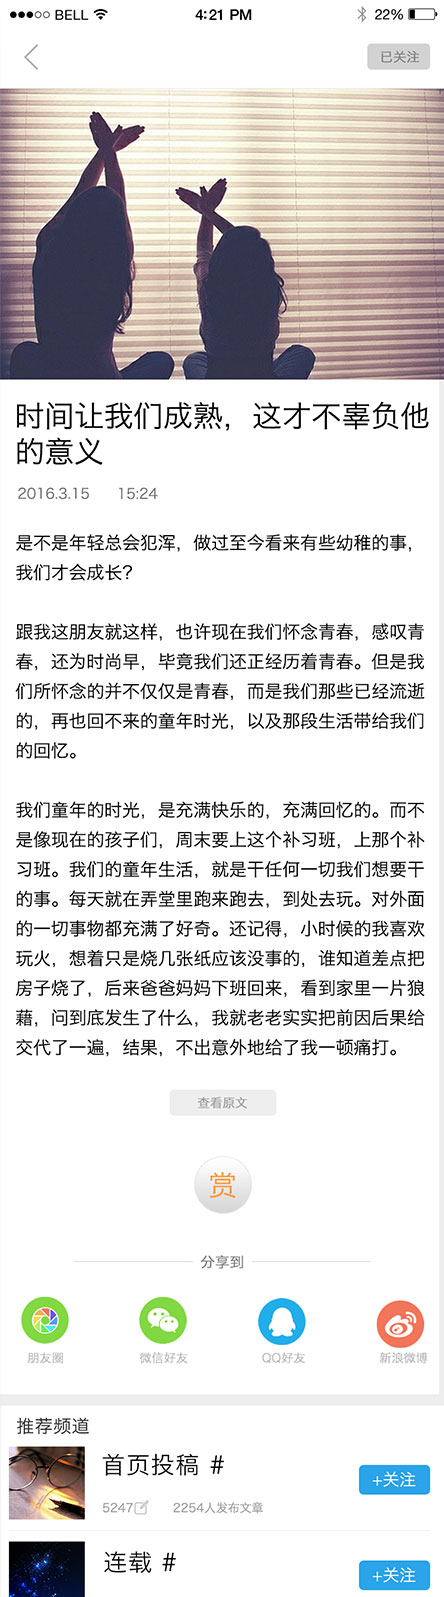 BELL 4:21 PM 22%
已关注
时间让我们成熟，这才不辜负他
的意义
2016.3.15 15:24
是不是年轻总会犯浑，做过至今看来有些幼稚的事，
我们才会成长？
跟我这朋友就这样，也许现在我们怀念青春，感叹青
春，还为时尚早，毕竟我们还正经历着青春。但是我
们所怀念的并不仅仅是青春，而是我们那些已经流逝
的，再也回不来的童年时光，以及那段生活带给我们
的回忆。
我们童年的时光，是充满快乐的，充满回忆的。而不
是像现在的孩子们，周末要上这个补习班，上那个补
习班。我们的童年生活，就是干任何一切我们想要干
的事。每天就在弄堂里跑来跑去，到处去玩。对外面
的一切事物都充满了好奇。还记得，小时候的我喜欢
玩火，想着只是烧几张纸应该没事的，谁知道差点把
房子烧了，后来爸爸妈妈下班回来，看到家里一片狼
藉，问到底发生了什么，我就老老实实把前因后果给
交代了一遍，结果，不出意外地给了我一顿痛打。
查看原文
赏
分享到
朋友圈 微信好友 QQ好友 新浪微博
推荐频道
首页投稿 #
+关注
5247 2254人发布文章
连载 #
+关注